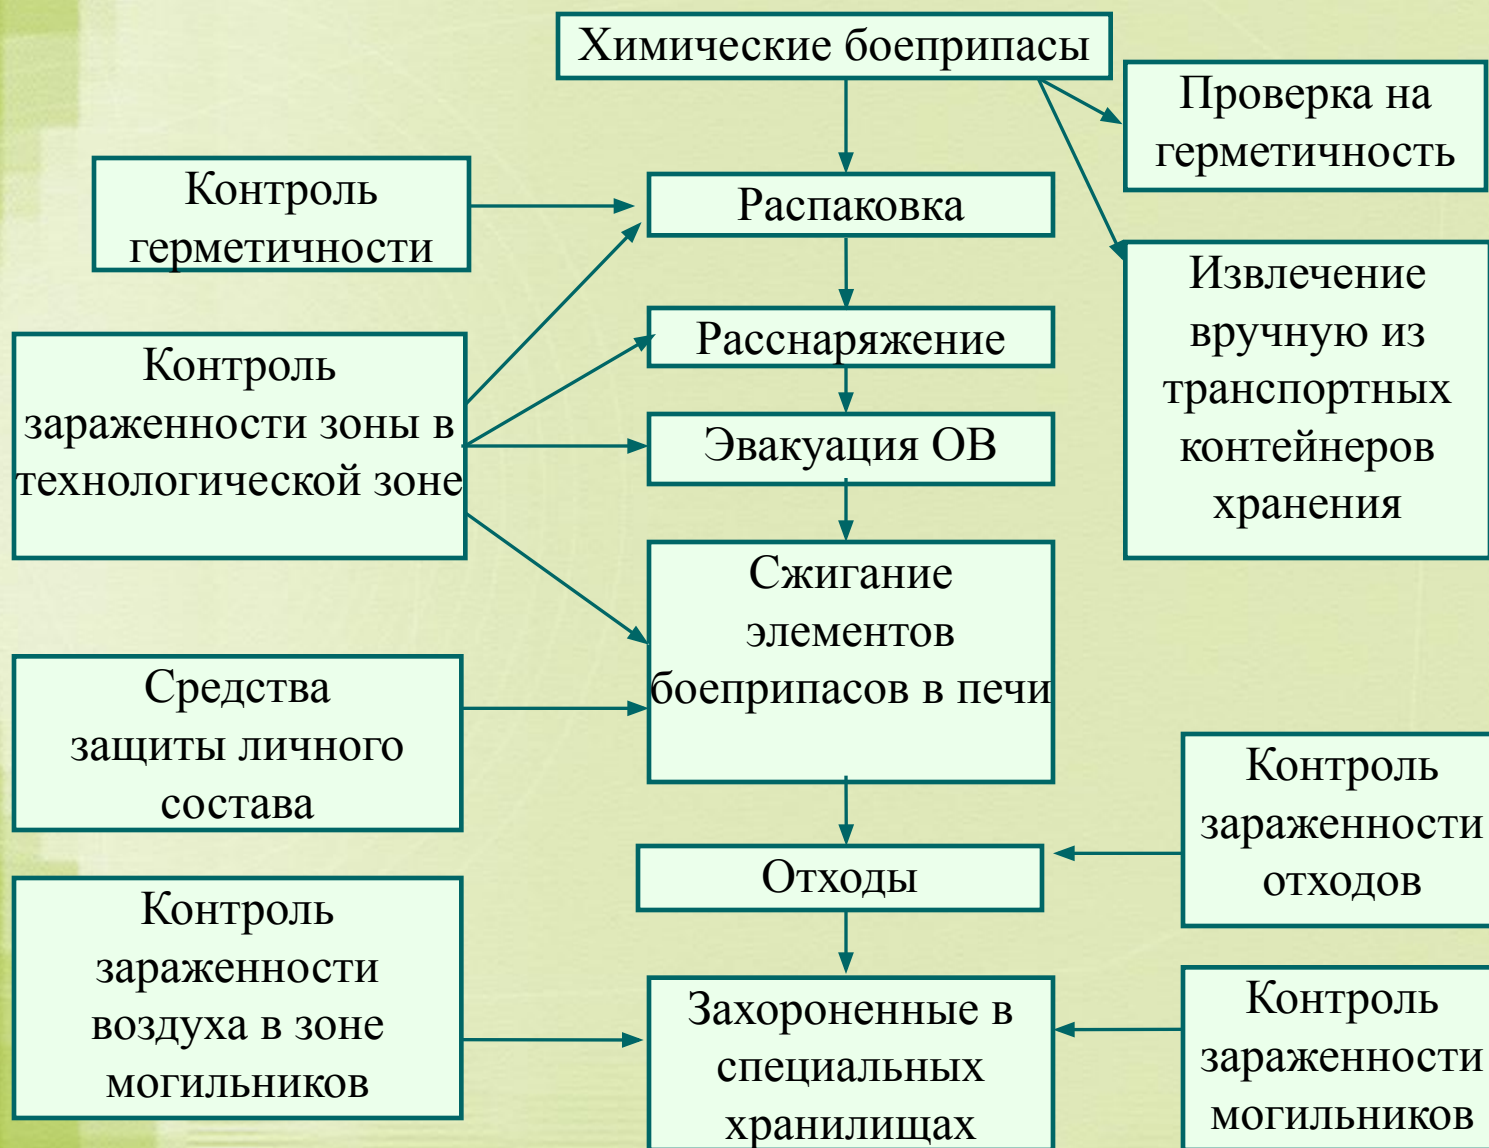 Химические боеприпасы
Проверка на
герметичность
Контроль
герметичности
Распаковка
Извлечение
вручную из
транспортных
контейнеров
хранения
Расснаряжение
Контроль
зараженности зоны в
технологической зоне
Эвакуация ОВ
Сжигание
элементов
боеприпасов в печи
Средства
защиты личного
состава
Контроль
зараженности
отходов
Отходы
Контроль
зараженности
воздуха в зоне
могильников
Захороненные в
специальных
хранилищах
Контроль
зараженности
могильников